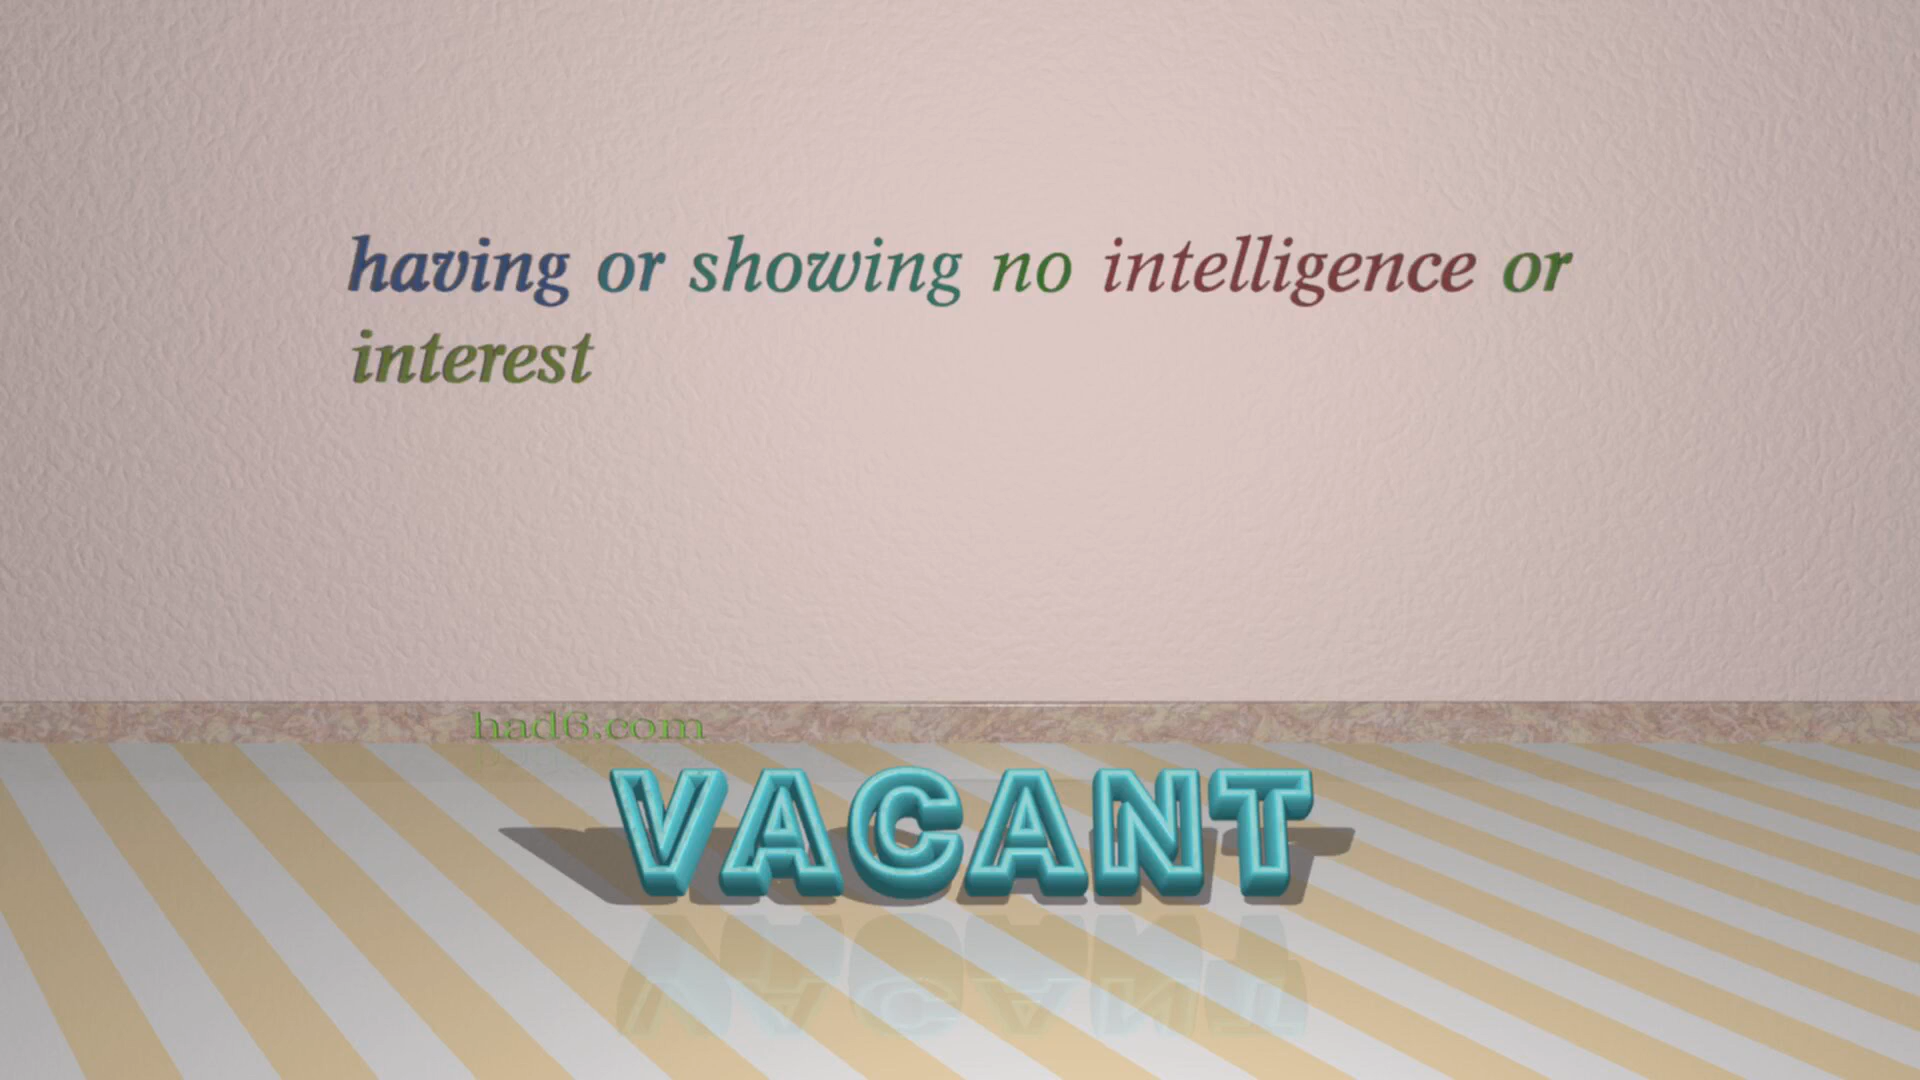 having or showing no intelligence or
interest
had6.com
VACANT